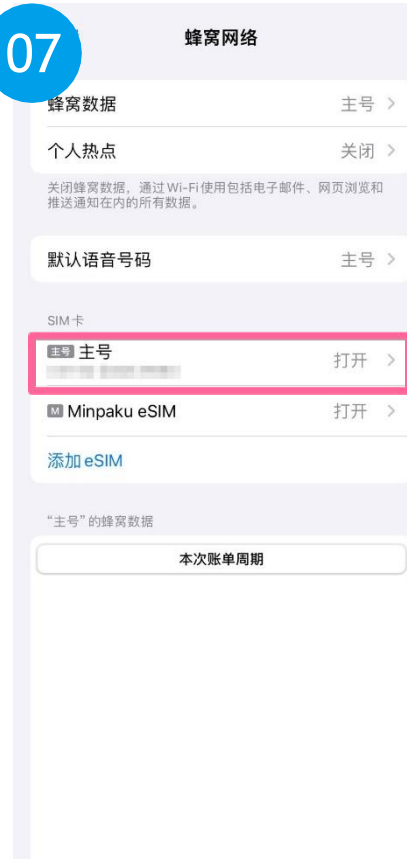 07
蜂窝网络
蜂窝数据 主号
个人热点 关闭
关闭蜂窝数据，通过 Wi-Fi 使用包括电子邮件、网页浏览和
推送通知在内的所有数据。
默认语音号码 主号
SIM 卡
主号 主号 打开
M Minpaku eSIM 打开
添加 eSIM
“主号”的蜂窝数据
本次账单周期